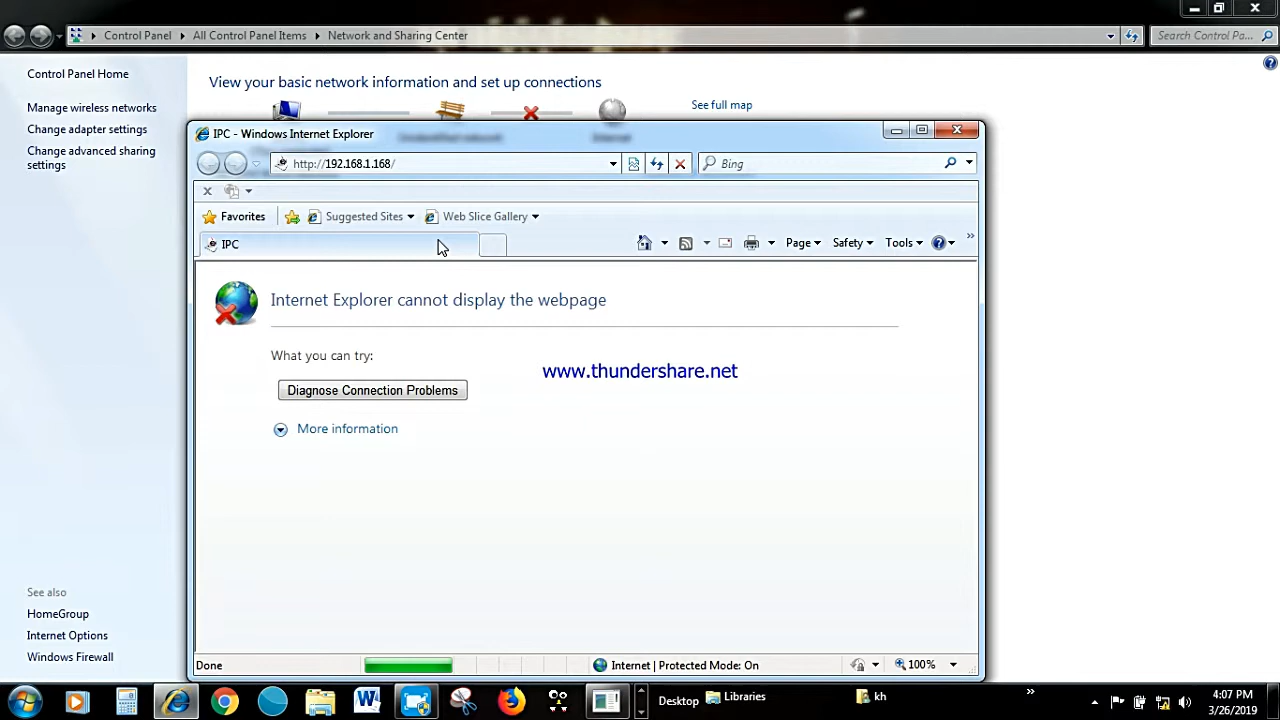 Control Panel
All Control Panel Items
Network and Sharing Center
Search Control Pa...
Control Panel Home
Manage wireless networks
Change adapter settings
Change advanced sharing
settings
View your basic network information and set up connections
See full map
IPC - Windows Internet Explorer
http://192.168.1.168/
Bing
Favorites
Suggested Sites
Web Slice Gallery
IPC
Page
Safety
Tools
Internet Explorer cannot display the webpage
What you can try:
www.thundershare.net
Diagnose Connection Problems
More information
See also
HomeGroup
Internet Options
Windows Firewall
Done
Internet | Protected Mode: On
100%
Desktop
Libraries
kh
4:07 PM
3/26/2019